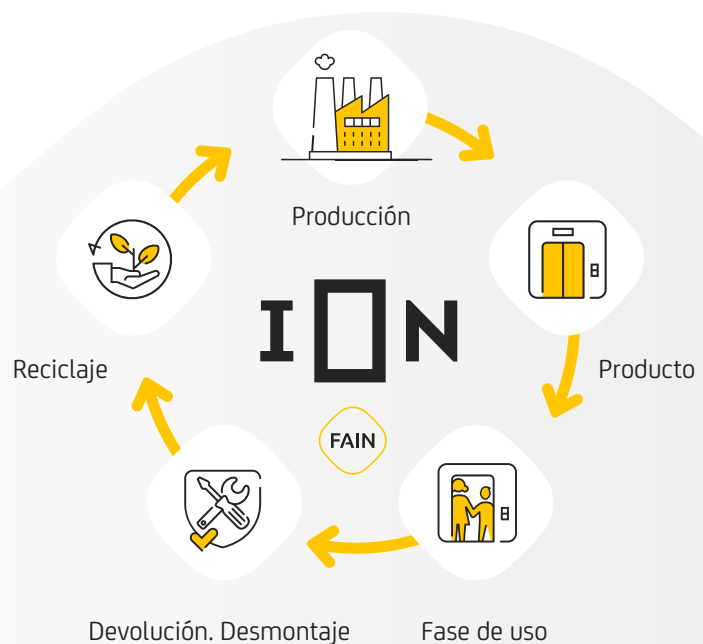 Producción
ION
Reciclaje
Producto
FAIN
Devolución. Desmontaje
Fase de uso